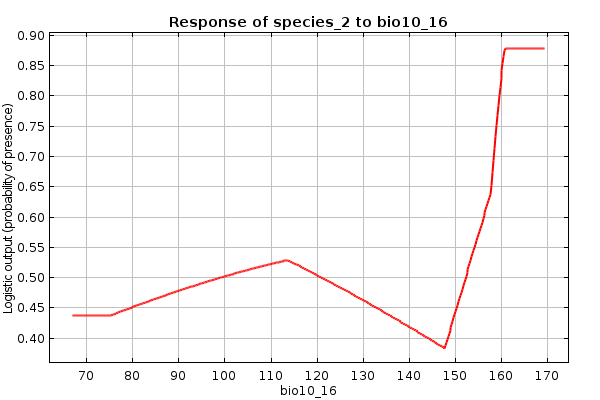 Response of species_2 to bio10_16
Logistic output (probability of presence)
0.90
0.85
0.80
0.75
0.70
0.65
0.60
0.55
0.50
0.45
0.40
70 80 90 100 110 120 130 140 150 160 170
bio10_16